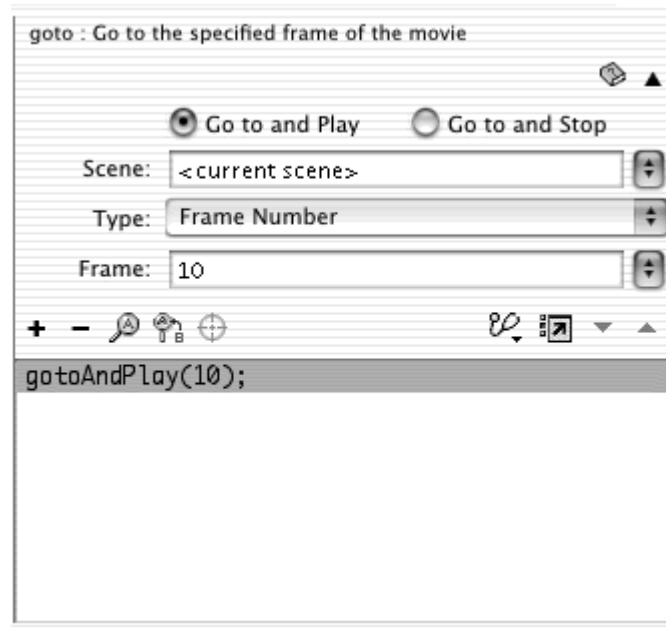 goto : Go to the specified frame of the movie
Go to and Play Go to and Stop
Scene: <current scene>
Type: Frame Number
Frame: 10
gotoAndPlay(10);